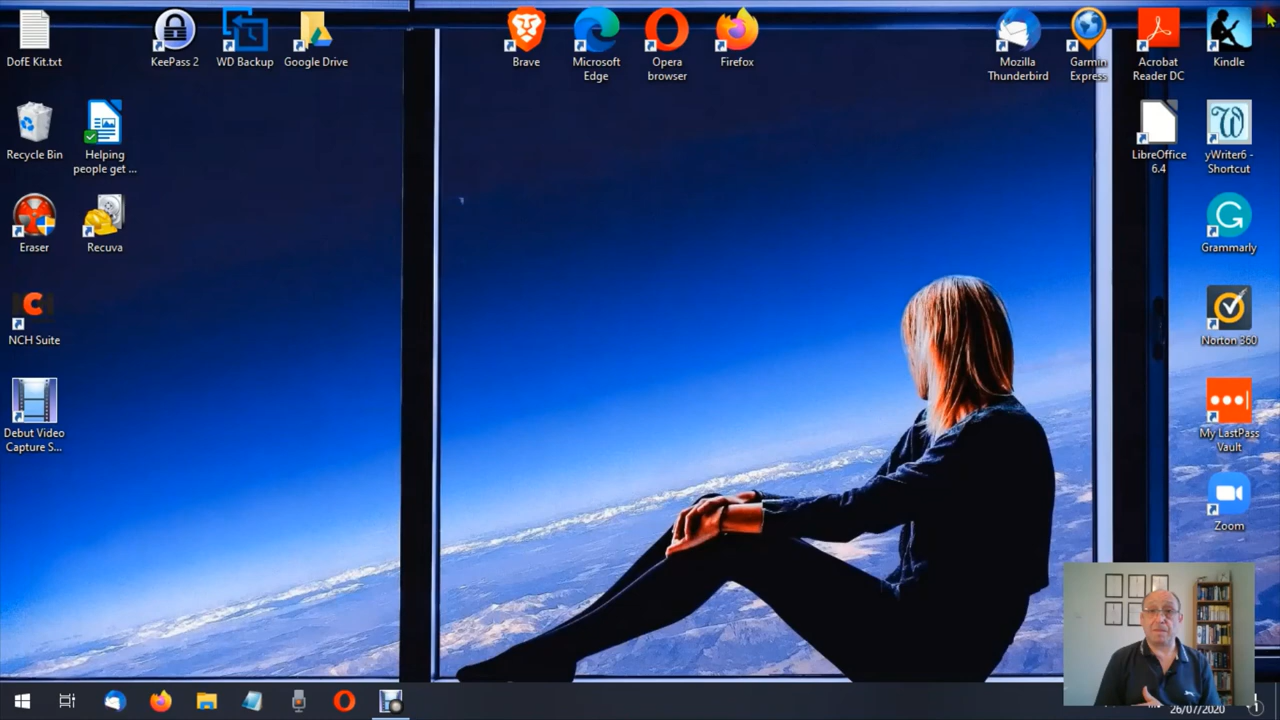 DofE Kit.txt
KeePass 2
WD Backup
Google Drive
Brave
Microsoft
Edge
Opera
browser
Firefox
Mozilla
Thunderbird
Garmin
Express
Acrobat
Reader DC
Kindle
Recycle Bin
Helping
people get ...
LibreOffice
6.4
yWriter6 -
Shortcut
Eraser
Recuva
Grammarly
NCH Suite
Norton 360
Debut Video
Capture S...
My LastPass
Vault
Zoom
26/07/2020
1